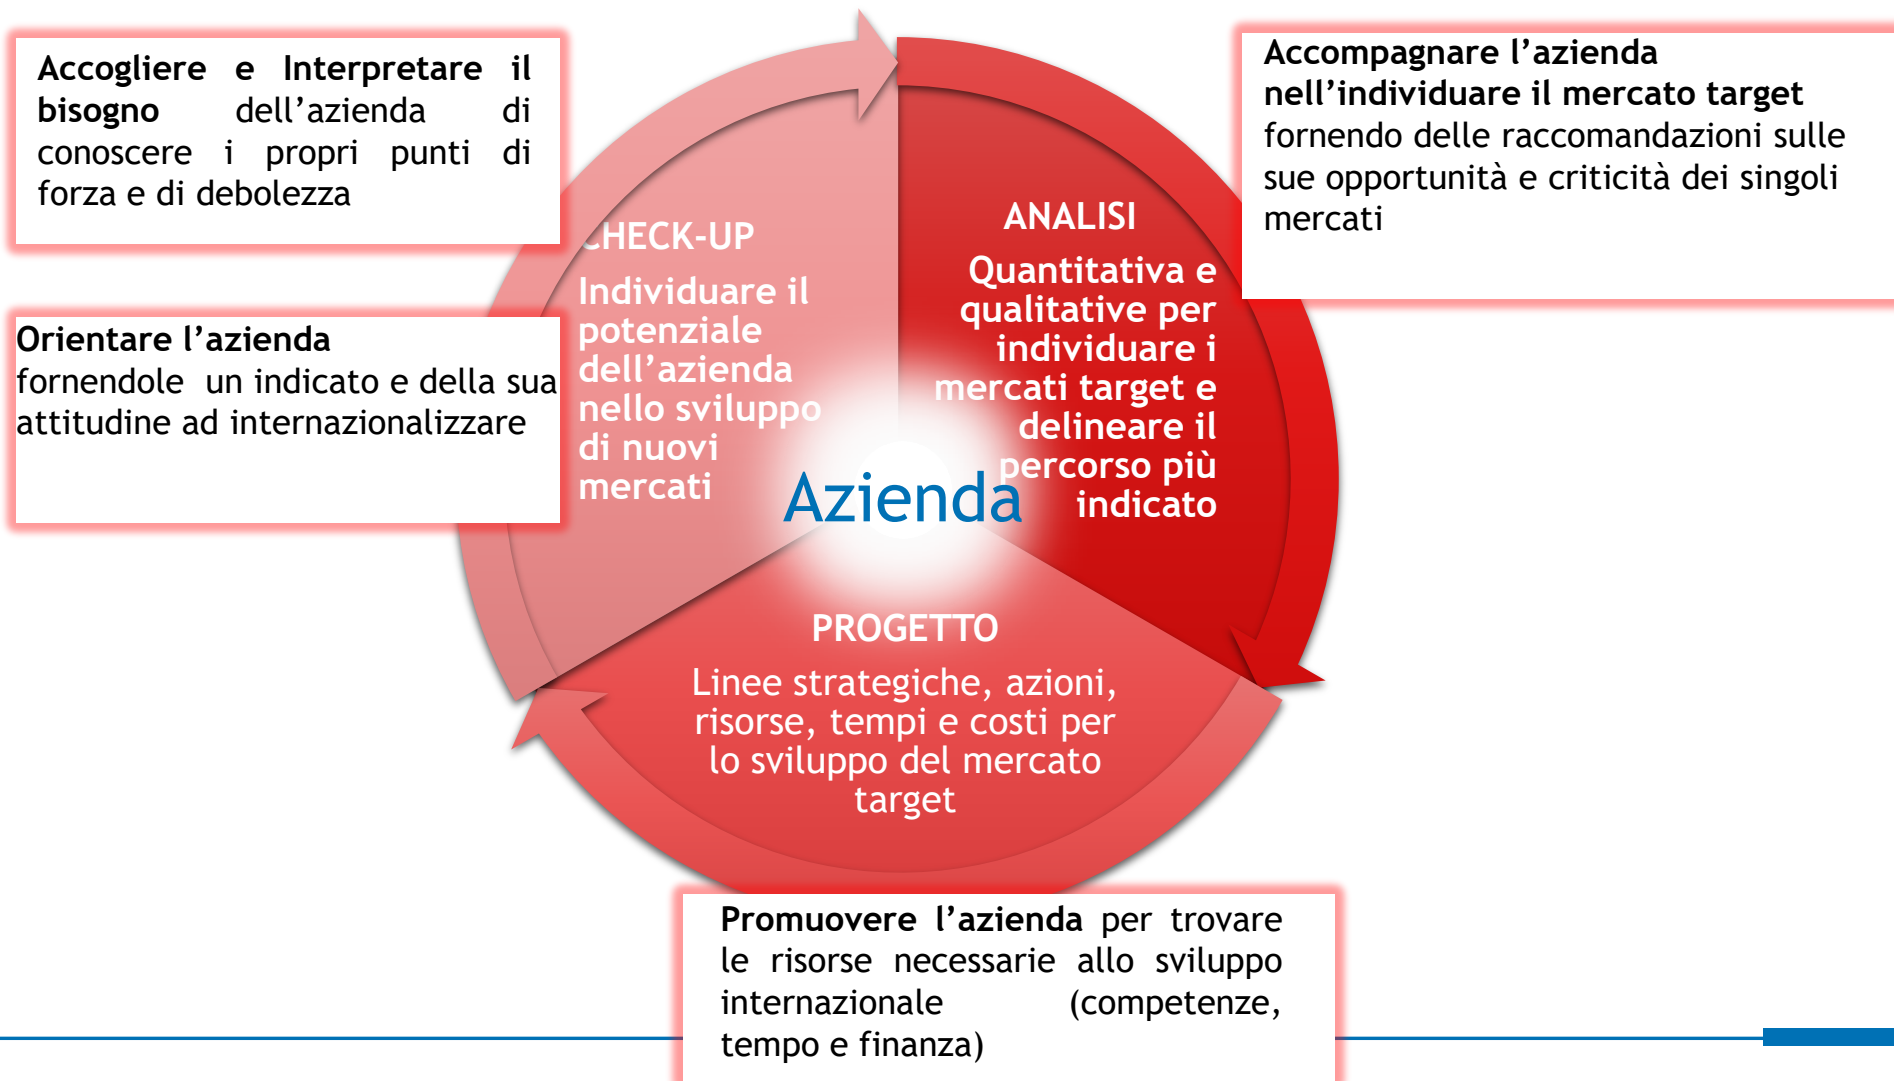 Accogliere e Interpretare il
bisogno dell’azienda di
conoscere i propri punti di
forza e di debolezza
Orientare l’azienda
fornendole un indicato e della sua
attitudine ad internazionalizzare
CHECK-UP
Individuare il
potenziale
dell’azienda
nello sviluppo
di nuovi
mercati
Azienda
ANALISI
Quantitativa e
qualitative per
individuare i
mercati target e
delineare il
percorso più
indicato
Accompagnare l’azienda
nell’individuare il mercato target
fornendo delle raccomandazioni sulle
sue opportunità e criticità dei singoli
mercati
PROGETTO
Linee strategiche, azioni,
risorse, tempi e costi per
lo sviluppo del mercato
target
Promuovere l’azienda per trovare
le risorse necessarie allo sviluppo
internazionale (competenze,
tempo e finanza)